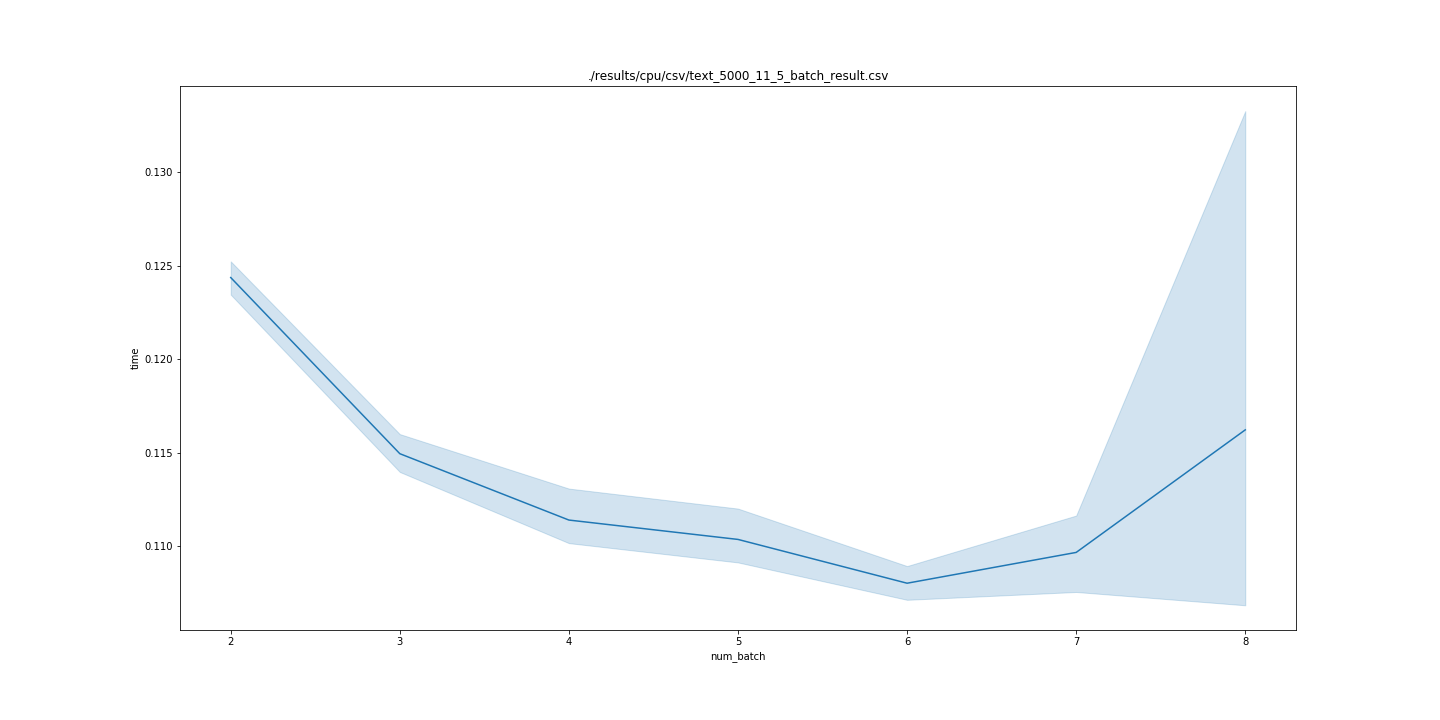 ./results/cpu/csv/text_5000_11_5_batch_result.csv
0.130
0.125
0.120
0.115
0.110
time
2 3 4 5 6 7 8
num_batch